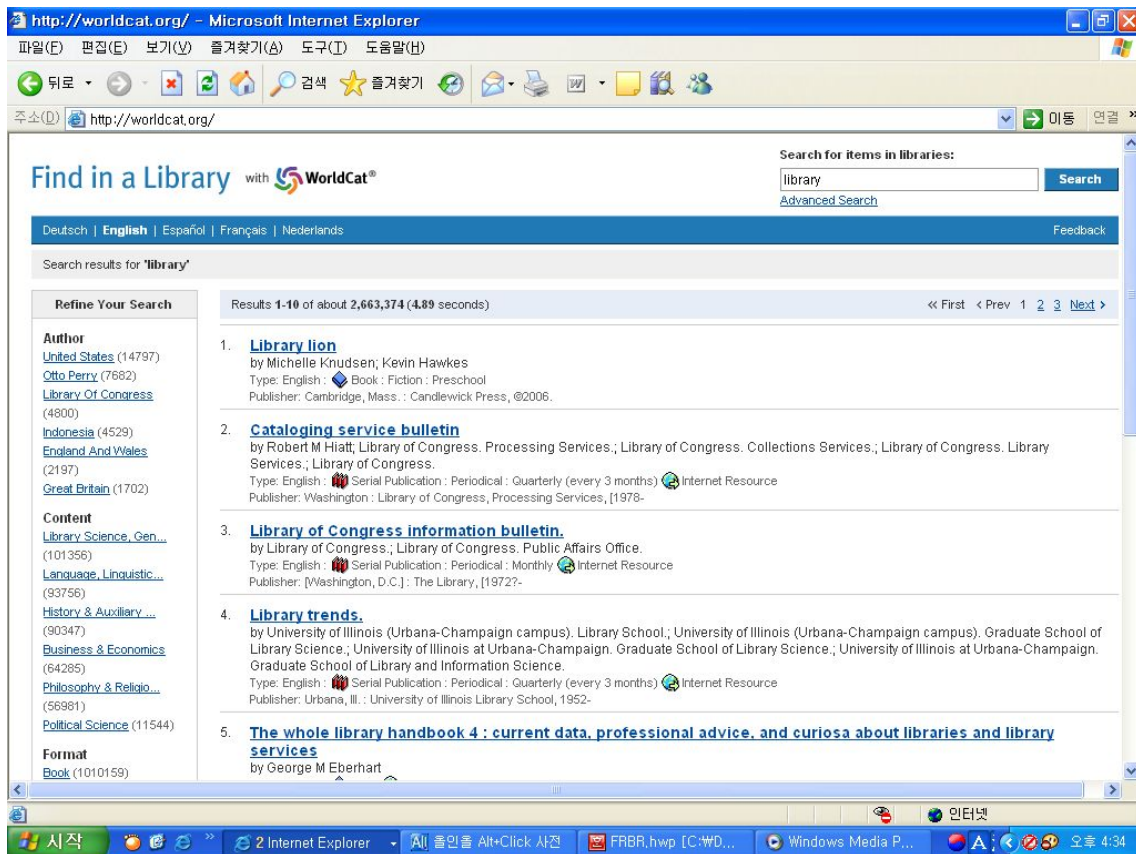 http://worldcat.org/ - Microsoft Internet Explorer
파일(F) 편집(E) 보기(V) 즐겨찾기(A) 도구(T) 도움말(H)
뒤로 검색 즐겨찾기
주소(D) http://worldcat.org/ 이동 연결 »
Search for items in libraries:
Find in a Library with WorldCat®
library Search
Advanced Search
Deutsch | English | Español | Français | Nederlands Feedback
Search results for 'library'
Refine Your Search
Author
United States (14797)
Otto Perry (7682)
Library Of Congress
(4800)
Indonesia (4529)
England And Wales
(2197)
Great Britain (1702)
Content
Library Science, Gen...
(101356)
Language, Linguistic...
(93756)
History & Auxiliary ...
(90347)
Business & Economics
(64285)
Philosophy & Religio...
(56981)
Political Science (11544)
Format
Book (1010159)
Results 1-10 of about 2,663,374 (4.89 seconds) « First < Prev 1 2 3 Next >
1. Library lion
by Michelle Knudsen; Kevin Hawkes
Type: English : Book : Fiction : Preschool
Publisher: Cambridge, Mass. : Candlewick Press, ©2006.
2. Cataloging service bulletin
by Robert M Hiatt; Library of Congress. Processing Services.; Library of Congress. Collections Services.; Library of Congress. Library
Services.; Library of Congress.
Type: English : Serial Publication : Periodical : Quarterly (every 3 months) Internet Resource
Publisher: Washington : Library of Congress, Processing Services, [1978-
3. Library of Congress information bulletin.
by Library of Congress.; Library of Congress. Public Affairs Office.
Type: English : Serial Publication : Periodical : Monthly Internet Resource
Publisher: [Washington, D.C.] : The Library, [1972?-
4. Library trends.
by University of Illinois (Urbana-Champaign campus). Library School.; University of Illinois (Urbana-Champaign campus). Graduate School of
Library Science.; University of Illinois at Urbana-Champaign. Graduate School of Library Science.; University of Illinois at Urbana-Champaign.
Graduate School of Library and Information Science.
Type: English : Serial Publication : Periodical : Quarterly (every 3 months) Internet Resource
Publisher: Urbana, Ill. : University of Illinois Library School, 1952-
5. The whole library handbook 4 : current data, professional advice, and curiosa about libraries and library
services
by George M Eberhart
인터넷
시작 » 2 Internet Explorer 올인올 Alt+Click 사전 FRBR.hwp [C:₩D... Windows Media P... A 오후 4:34